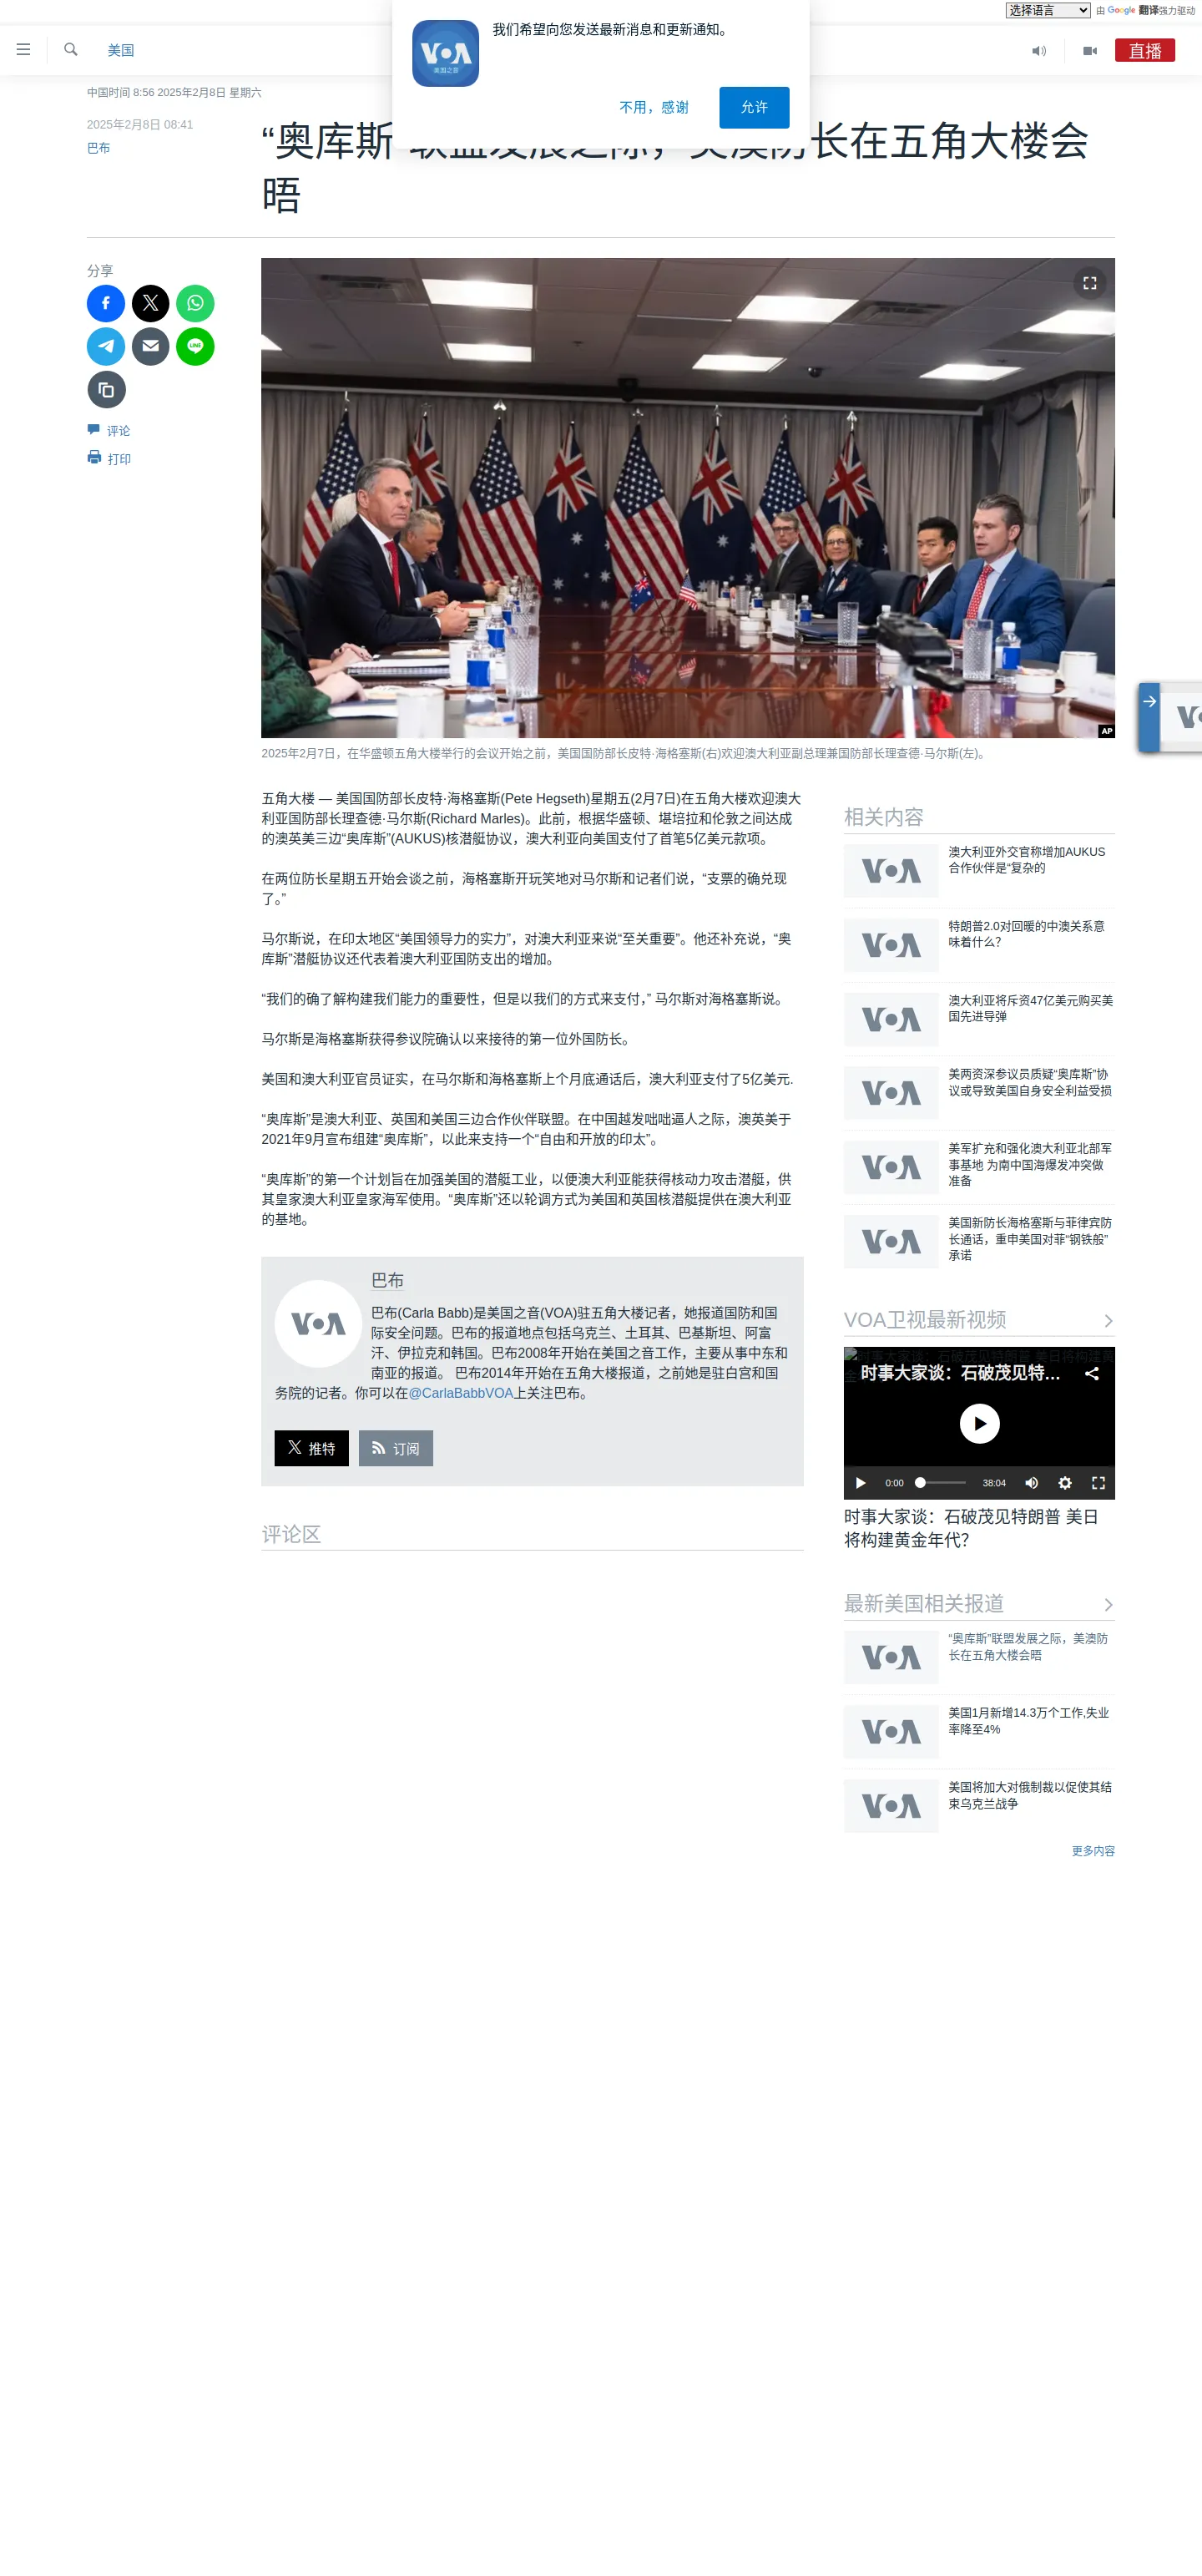 选择语言
由 Google 翻译强力驱动
VOA
美国之音
我们希望向您发送最新消息和更新通知。
不用，感谢
允许
美国
直播
中国时间 8:56 2025年2月8日 星期六
2025年2月8日 08:41
巴布
“奥库斯
长在五角大楼会
晤
分享
LINE
评论
打印
AP
2025年2月7日，在华盛顿五角大楼举行的会议开始之前，美国国防部长皮特·海格塞斯(右)欢迎澳大利亚副总理兼国防部长理查德·马尔斯(左)。
五角大楼 — 美国国防部长皮特·海格塞斯(Pete Hegseth)星期五(2月7日)在五角大楼欢迎澳大
利亚国防部长理查德·马尔斯(Richard Marles)。此前，根据华盛顿、堪培拉和伦敦之间达成
的澳英美三边“奥库斯”(AUKUS)核潜艇协议，澳大利亚向美国支付了首笔5亿美元款项。
在两位防长星期五开始会谈之前，海格塞斯开玩笑地对马尔斯和记者们说，“支票的确兑现
了。”
马尔斯说，在印太地区“美国领导力的实力”，对澳大利亚来说“至关重要”。他还补充说，“奥
库斯”潜艇协议还代表着澳大利亚国防支出的增加。
“我们的确了解构建我们能力的重要性，但是以我们的方式来支付，” 马尔斯对海格塞斯说。
马尔斯是海格塞斯获得参议院确认以来接待的第一位外国防长。
美国和澳大利亚官员证实，在马尔斯和海格塞斯上个月底通话后，澳大利亚支付了5亿美元.
“奥库斯”是澳大利亚、英国和美国三边合作伙伴联盟。在中国越发咄咄逼人之际，澳英美于
2021年9月宣布组建“奥库斯”，以此来支持一个“自由和开放的印太”。
“奥库斯”的第一个计划旨在加强美国的潜艇工业，以便澳大利亚能获得核动力攻击潜艇，供
其皇家澳大利亚皇家海军使用。“奥库斯”还以轮调方式为美国和英国核潜艇提供在澳大利亚
的基地。
VOA
巴布
巴布(Carla Babb)是美国之音(VOA)驻五角大楼记者，她报道国防和国
际安全问题。巴布的报道地点包括乌克兰、土耳其、巴基斯坦、阿富
汗、伊拉克和韩国。巴布2008年开始在美国之音工作，主要从事中东和
南亚的报道。 巴布2014年开始在五角大楼报道，之前她是驻白宫和国
务院的记者。你可以在@CarlaBabbVOA上关注巴布。
推特
订阅
评论区
相关内容
VOA
澳大利亚外交官称增加AUKUS
合作伙伴是“复杂的
VOA
特朗普2.0对回暖的中澳关系意
味着什么？
VOA
澳大利亚将斥资47亿美元购买美
国先进导弹
VOA
美两资深参议员质疑“奥库斯”协
议或导致美国自身安全利益受损
VOA
美军扩充和强化澳大利亚北部军
事基地 为南中国海爆发冲突做
准备
VOA
美国新防长海格塞斯与菲律宾防
长通话，重申美国对菲“钢铁般”
承诺
VOA卫视最新视频
时事大家谈：石破茂见特…
0:00
38:04
时事大家谈：石破茂见特朗普 美日
将构建黄金年代？
最新美国相关报道
VOA
“奥库斯”联盟发展之际，美澳防
长在五角大楼会晤
VOA
美国1月新增14.3万个工作,失业
率降至4%
VOA
美国将加大对俄制裁以促使其结
束乌克兰战争
更多内容